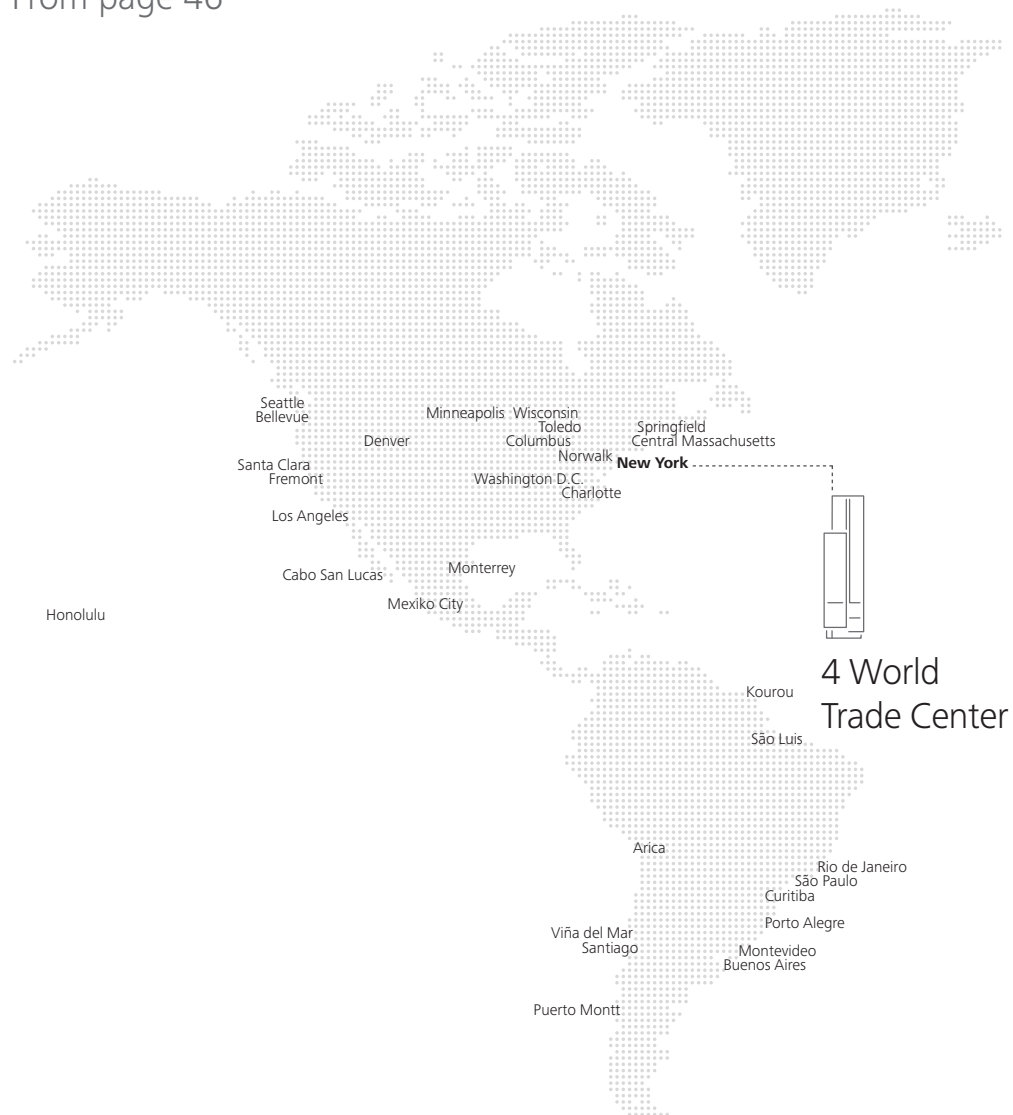 From page 46
Seattle
Bellevue
Minneapolis
Wisconsin
Toledo
Springfield
Denver
Columbus
Central Massachusetts
Norwalk
New York
Santa Clara
Fremont
Washington D.C.
Charlotte
Los Angeles
Monterrey
Cabo San Lucas
Mexiko City
Honolulu
4 World
Trade Center
Kourou
São Luis
Arica
Rio de Janeiro
São Paulo
Curitiba
Porto Alegre
Viña del Mar
Santiago
Montevideo
Buenos Aires
Puerto Montt